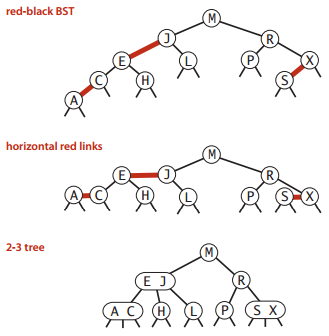 red-black BST
M
J R
E L P X
C H S
A
horizontal red links
M
E J R
A C H L P S X
2-3 tree
M
E J R
A C H L P S X